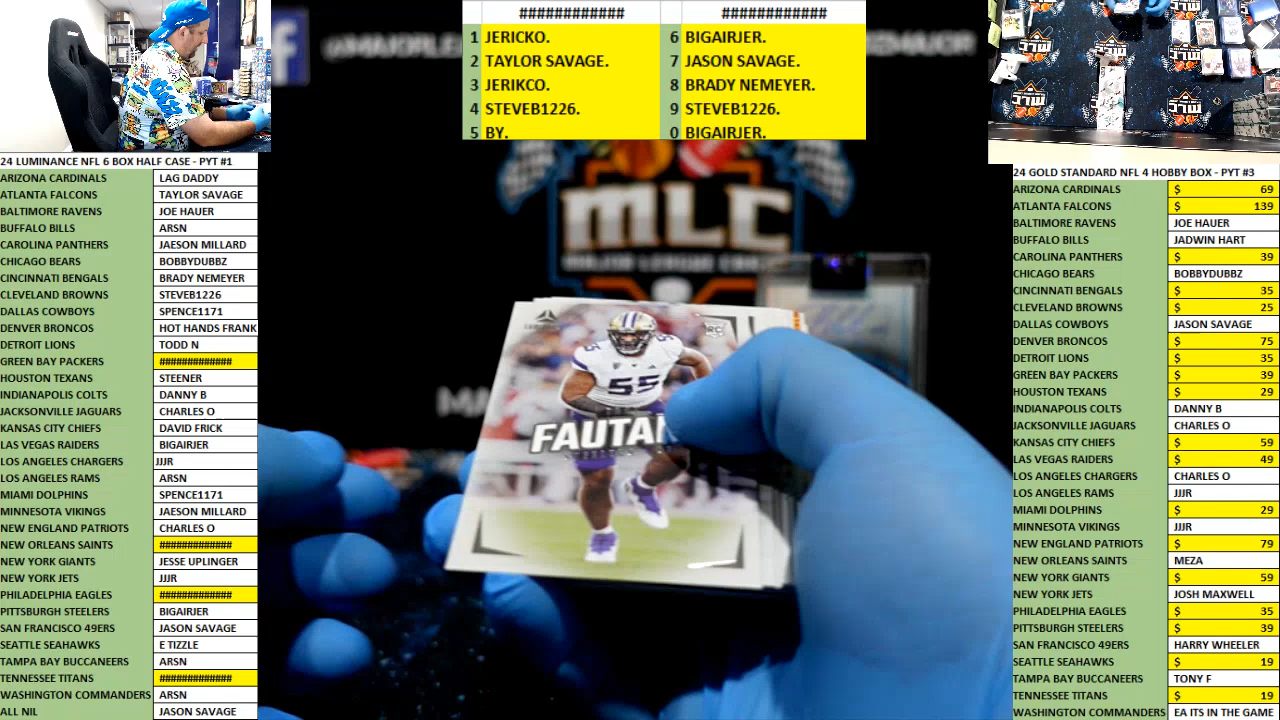 ############ ############
1 JERICKO. 6 BIGAIRJER.
2 TAYLOR SAVAGE. 7 JASON SAVAGE.
3 JERIKCO. 8 BRADY NEMEYER.
4 STEVEB1226. 9 STEVEB1226.
5 BY. 0 BIGAIRJER.
24 LUMINANCE NFL 6 BOX HALF CASE - PYT #1
ARIZONA CARDINALS LAG DADDY
ATLANTA FALCONS TAYLOR SAVAGE
BALTIMORE RAVENS JOE HAUER
BUFFALO BILLS ARSN
CAROLINA PANTHERS JAESON MILLARD
CHICAGO BEARS BOBBYDUBBZ
CINCINNATI BENGALS BRADY NEMEYER
CLEVELAND BROWNS STEVEB1226
DALLAS COWBOYS SPENCE1171
DENVER BRONCOS HOT HANDS FRANK
DETROIT LIONS TODD N
GREEN BAY PACKERS #############
HOUSTON TEXANS STEENER
INDIANAPOLIS COLTS DANNY B
JACKSONVILLE JAGUARS CHARLES O
KANSAS CITY CHIEFS DAVID FRICK
LAS VEGAS RAIDERS BIGAIRJER
LOS ANGELES CHARGERS JJJR
LOS ANGELES RAMS ARSN
MIAMI DOLPHINS SPENCE1171
MINNESOTA VIKINGS JAESON MILLARD
NEW ENGLAND PATRIOTS CHARLES O
NEW ORLEANS SAINTS #############
NEW YORK GIANTS JESSE UPLINGER
NEW YORK JETS JJJR
PHILADELPHIA EAGLES #############
PITTSBURGH STEELERS BIGAIRJER
SAN FRANCISCO 49ERS JASON SAVAGE
SEATTLE SEAHAWKS E TIZZLE
TAMPA BAY BUCCANEERS ARSN
TENNESSEE TITANS #############
WASHINGTON COMMANDERS ARSN
ALL NIL JASON SAVAGE
MLC
55
RC
24 GOLD STANDARD NFL 4 HOBBY BOX - PYT #3
ARIZONA CARDINALS $ 69
ATLANTA FALCONS $ 139
BALTIMORE RAVENS JOE HAUER
BUFFALO BILLS JADWIN HART
CAROLINA PANTHERS $ 39
CHICAGO BEARS BOBBYDUBBZ
CINCINNATI BENGALS $ 35
CLEVELAND BROWNS $ 25
DALLAS COWBOYS JASON SAVAGE
DENVER BRONCOS $ 75
DETROIT LIONS $ 35
GREEN BAY PACKERS $ 39
HOUSTON TEXANS $ 29
INDIANAPOLIS COLTS DANNY B
JACKSONVILLE JAGUARS CHARLES O
KANSAS CITY CHIEFS $ 59
LAS VEGAS RAIDERS $ 49
LOS ANGELES CHARGERS CHARLES O
LOS ANGELES RAMS JJJR
MIAMI DOLPHINS $ 29
MINNESOTA VIKINGS JJJR
NEW ENGLAND PATRIOTS $ 79
NEW ORLEANS SAINTS MEZA
NEW YORK GIANTS $ 59
NEW YORK JETS JOSH MAXWELL
PHILADELPHIA EAGLES $ 35
PITTSBURGH STEELERS $ 39
SAN FRANCISCO 49ERS HARRY WHEELER
SEATTLE SEAHAWKS $ 19
TAMPA BAY BUCCANEERS TONY F
TENNESSEE TITANS $ 19
WASHINGTON COMMANDERS EA ITS IN THE GAME